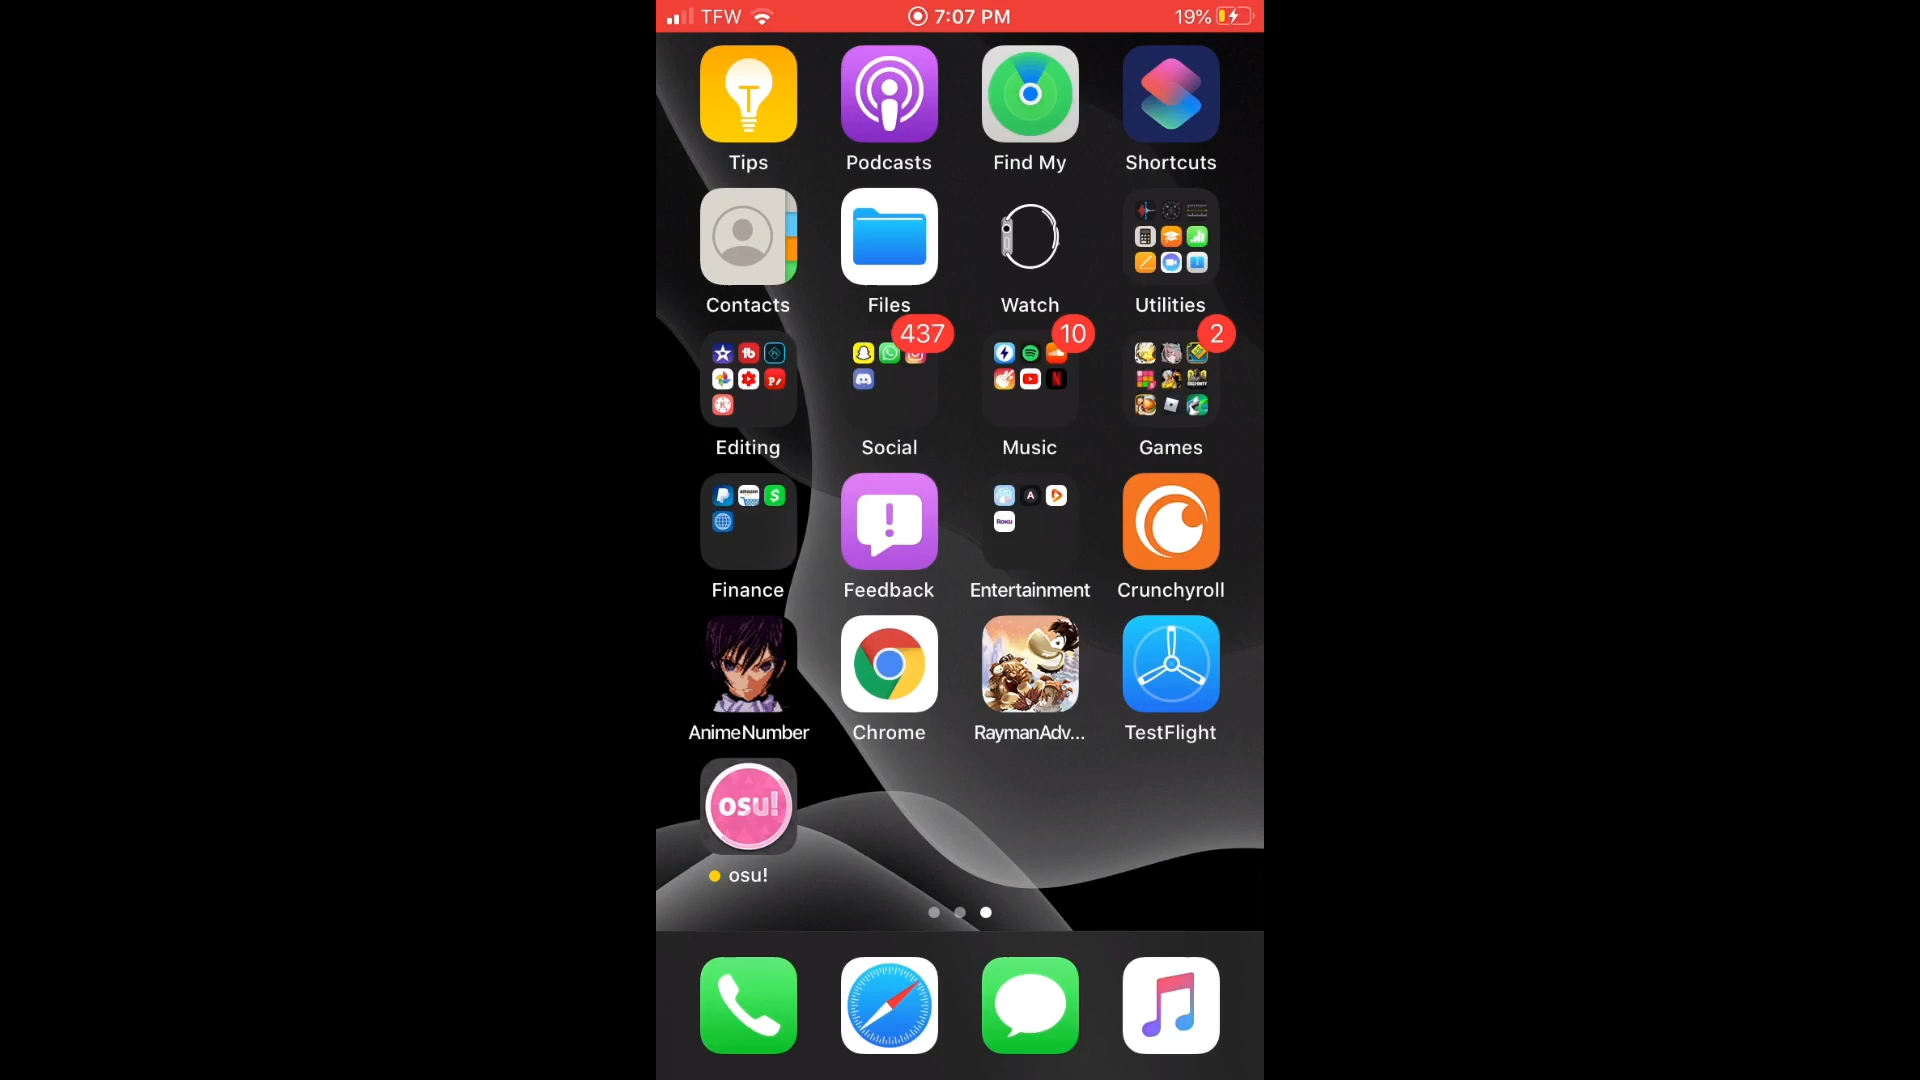 TFW 7:07 PM 19%
Tips Podcasts Find My Shortcuts
Contacts Files Watch Utilities
437 10 2
Editing Social Music Games
Finance Feedback Entertainment Crunchyroll
AnimeNumber Chrome RaymanAdv... TestFlight
osu!
osu!